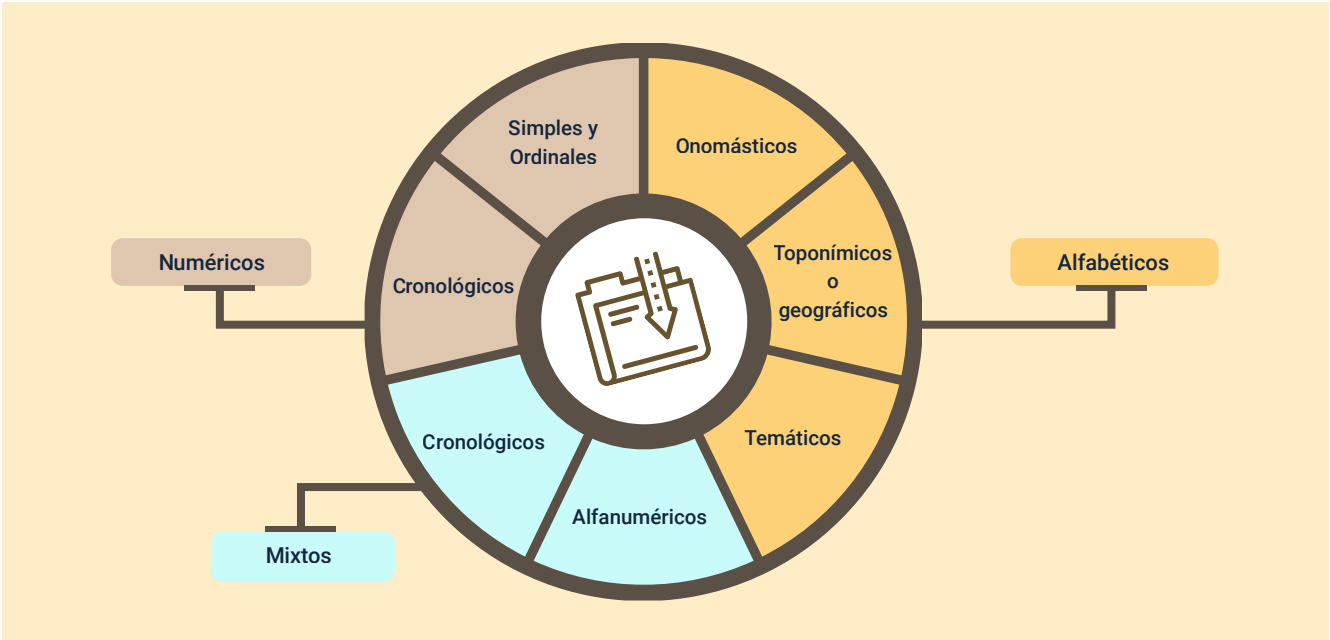 Simples y
Ordinales
Onomásticos
Numéricos
Cronológicos
Toponímicos
o
geográficos
Alfabéticos
Cronológicos
Temáticos
Alfanuméricos
Mixtos